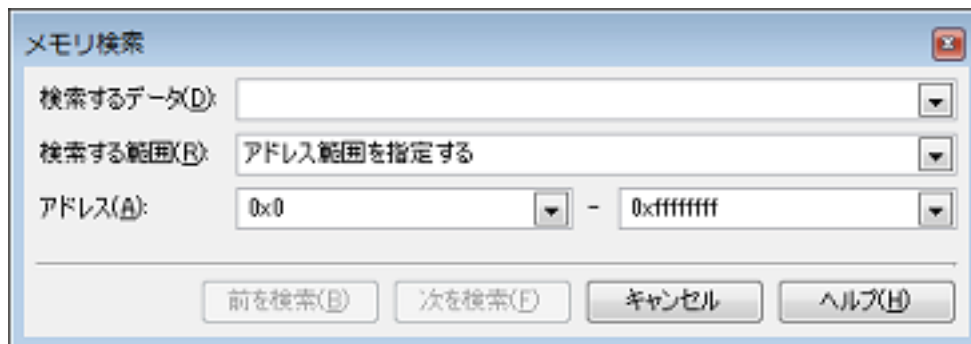 メモリ検索
検索するデータ(D):
検索する範囲(R): アドレス範囲を指定する
アドレス(A): 0x0 - 0xffffffff
前を検索(B) 次を検索(F) キャンセル ヘルプ(H)